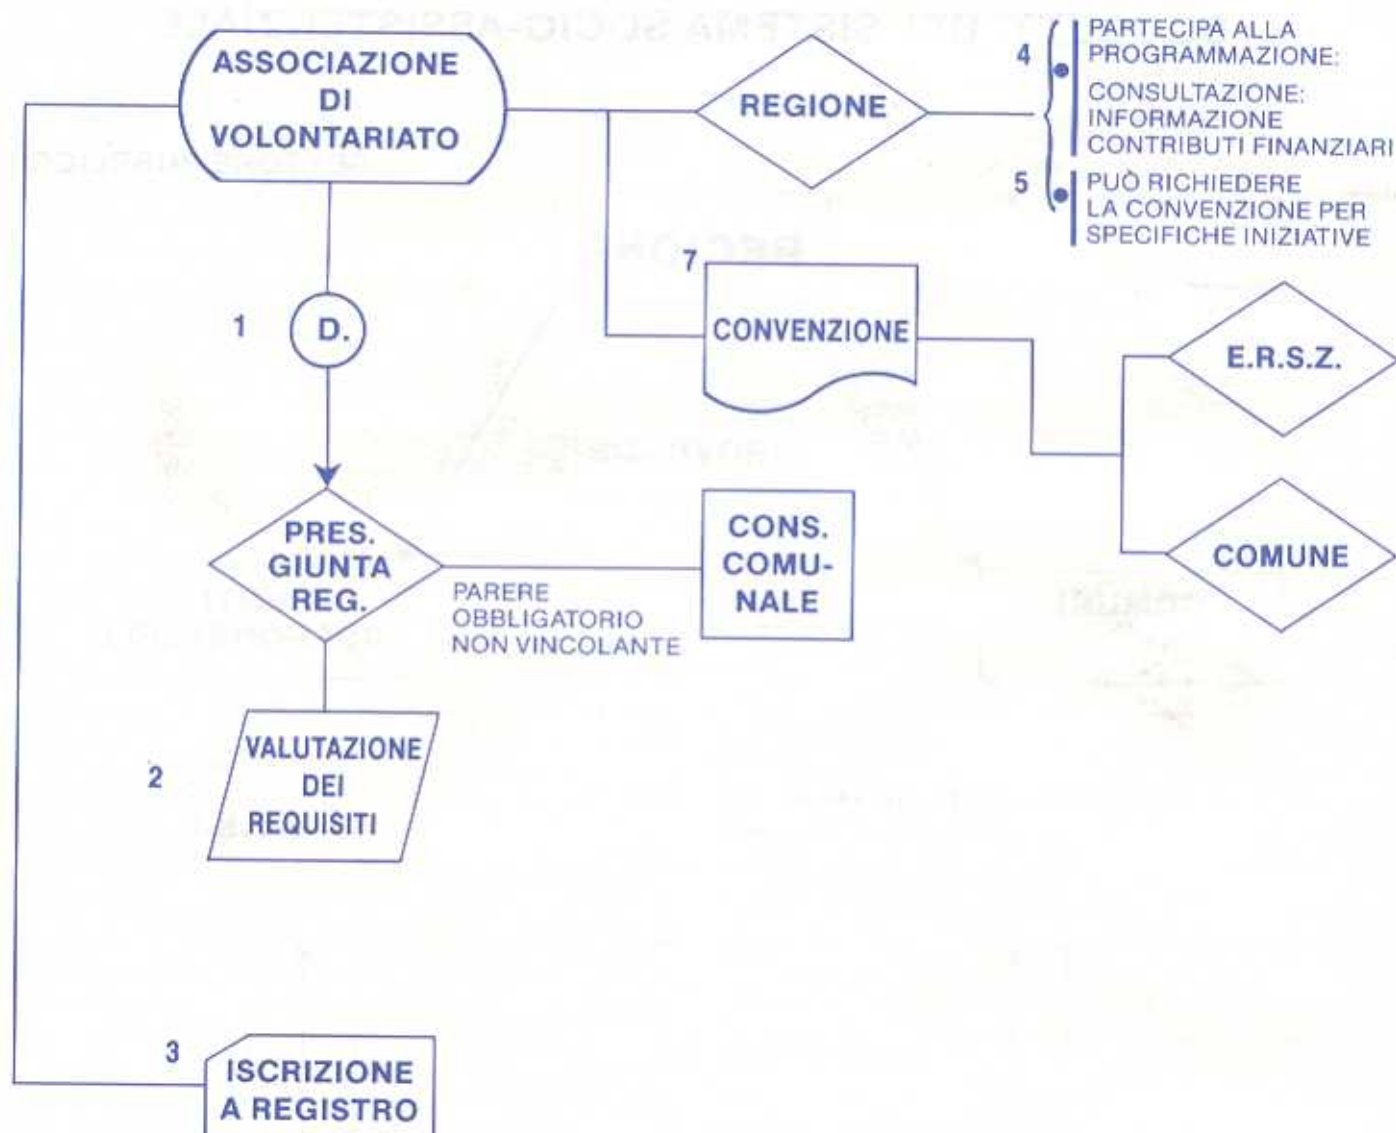 ASSOCIAZIONE
DI
VOLONTARIATO
REGIONE
4
PARTECIPA ALLA
PROGRAMMAZIONE:
CONSULTAZIONE:
INFORMAZIONE
CONTRIBUTI FINANZIARI
5
PUÒ RICHIEDERE
LA CONVENZIONE PER
SPECIFICHE INIZIATIVE
7
CONVENZIONE
E.R.S.Z.
COMUNE
1
D.
PRES.
GIUNTA
REG.
PARERE
OBBLIGATORIO
NON VINCOLANTE
CONS.
COMU-
NALE
2
VALUTAZIONE
DEI
REQUISITI
3
ISCRIZIONE
A REGISTRO